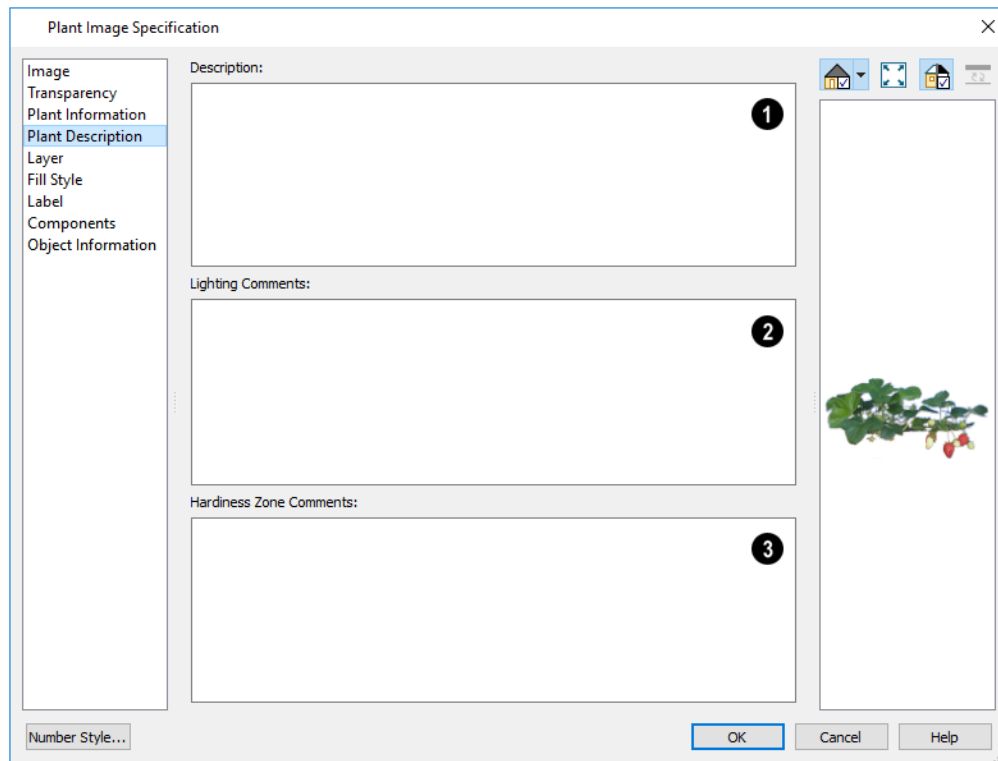 Plant Image Specification
Image
Transparency
Plant Information
Plant Description
Layer
Fill Style
Label
Components
Object Information
Description:
1
Lighting Comments:
2
Hardiness Zone Comments:
3
Number Style...
OK
Cancel
Help